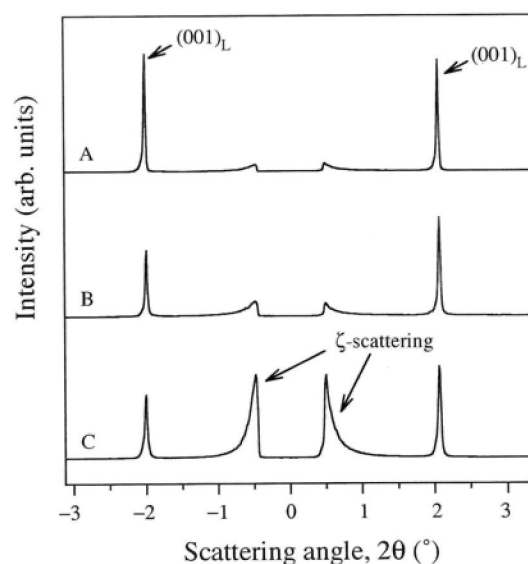 (001)L
(001)L
A
B
ζ-scattering
C
−3 −2 −1 0 1 2 3
Scattering angle, 2θ (°)
Intensity (arb. units)